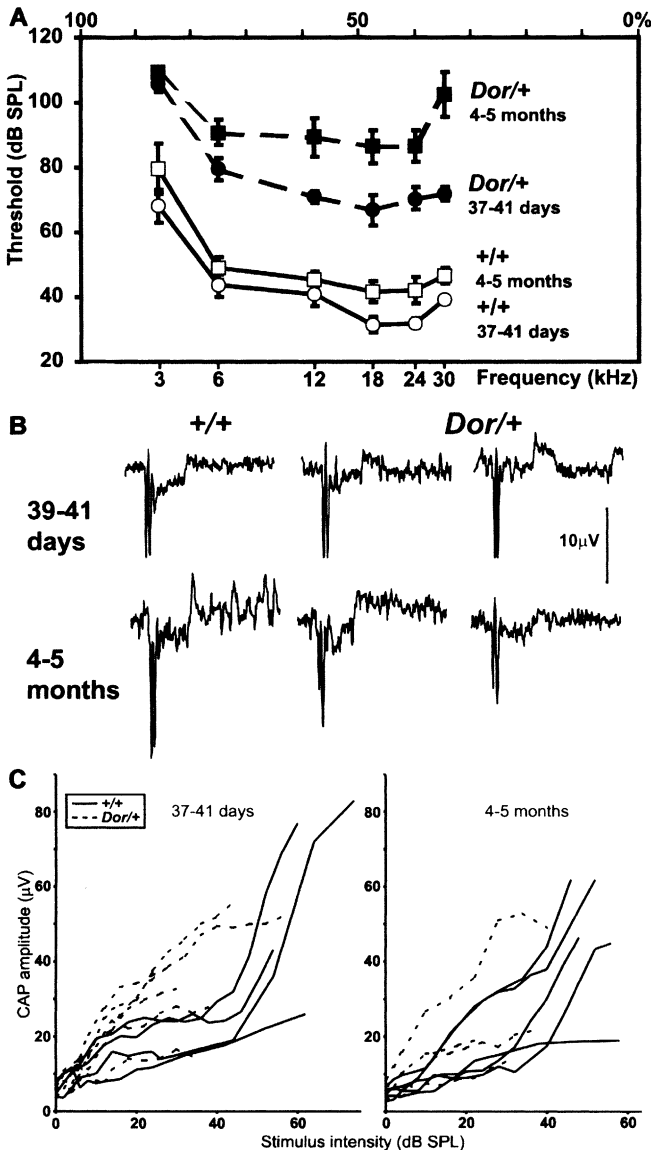 A
100 50 0%
120
100
80
60
40
20
Threshold (dB SPL)
Dor/+
4-5 months
Dor/+
37-41 days
+/+
4-5 months
+/+
37-41 days
3 6 12 18 24 30 Frequency (kHz)
B
+/+ Dor/+
39-41
days
10μV
4-5
months
C
+/+
Dor/+
37-41 days
4-5 months
80
60
40
20
0
CAP amplitude (μV)
80
60
40
20
0
0 20 40 60
0 20 40 60
Stimulus intensity (dB SPL)